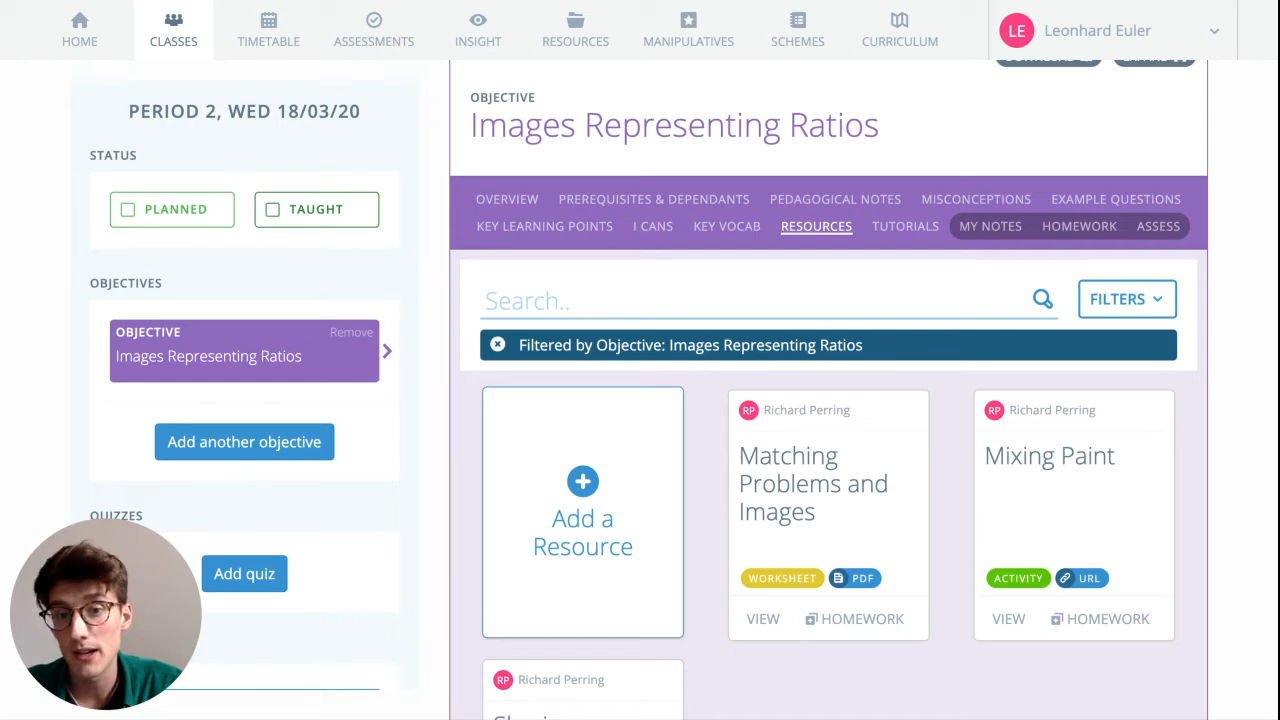 HOME
CLASSES
TIMETABLE
ASSESSMENTS
INSIGHT
RESOURCES
MANIPULATIVES
SCHEMES
CURRICULUM
LE Leonhard Euler
PERIOD 2, WED 18/03/20
STATUS
PLANNED
TAUGHT
OBJECTIVES
OBJECTIVE
Remove
Images Representing Ratios
Add another objective
QUIZZES
Add quiz
OBJECTIVE
Images Representing Ratios
OVERVIEW PREREQUISITES & DEPENDANTS PEDAGOGICAL NOTES MISCONCEPTIONS EXAMPLE QUESTIONS
KEY LEARNING POINTS I CANS KEY VOCAB RESOURCES TUTORIALS MY NOTES HOMEWORK ASSESS
Search..
FILTERS
Filtered by Objective: Images Representing Ratios
Add a
Resource
RP Richard Perring
Matching
Problems and
Images
WORKSHEET PDF
VIEW HOMEWORK
RP Richard Perring
Mixing Paint
ACTIVITY URL
VIEW HOMEWORK
RP Richard Perring